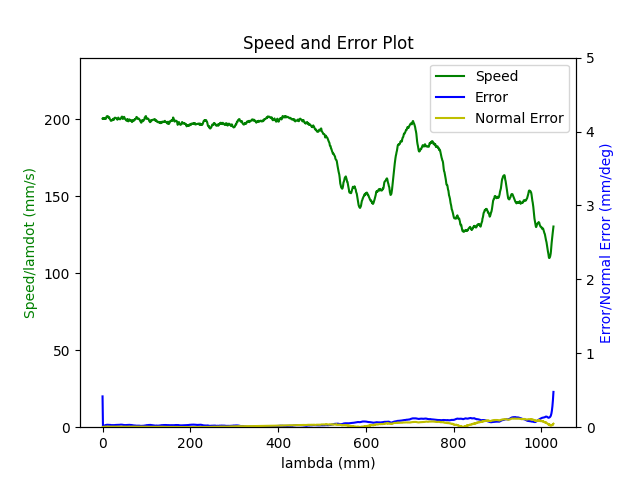 Speed and Error Plot
Speed
Error
Normal Error
Speed/lamdot (mm/s)
200
150
100
50
0
5
4
3
2
1
0
Error/Normal Error (mm/deg)
0
200
400
600
800
1000
lambda (mm)